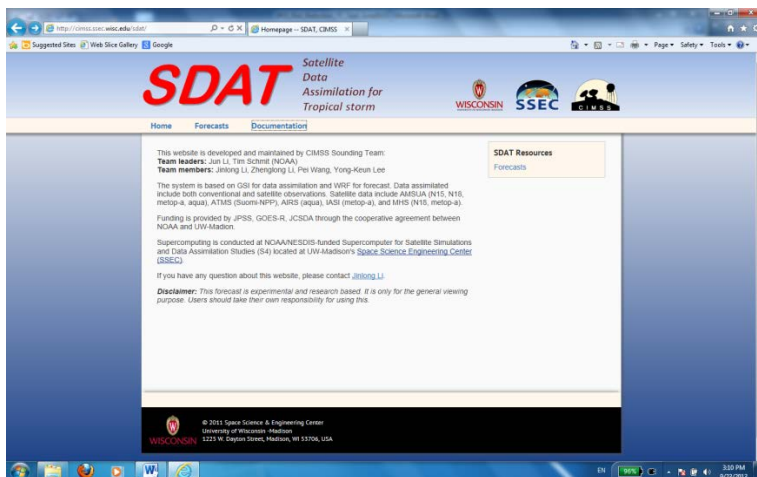 http://cimss.ssec.wisc.edu/sdat/
Homepage -- SDAT, CIMSS
Suggested Sites Web Slice Gallery Google
Page Safety Tools
SDAT
Satellite
Data
Assimilation for
Tropical storm
WISCONSIN
SSEC
CIMSS
Home Forecasts Documentation
This website is developed and maintained by CIMSS Sounding Team:
Team leaders: Jun Li, Tim Schmit (NOAA)
Team members: Jinlong Li, Zhenglong Li, Pei Wang, Yong-Keun Lee
The system is based on GSI for data assimilation and WRF for forecast. Data assimilated
include both conventional and satellite observations. Satellite data include AMSUA (N15, N18,
metop-a, aqua), ATMS (Suomi-NPP), AIRS (aqua), IASI (metop-a), and MHS (N18, metop-a).
Funding is provided by JPSS, GOES-R, JCSDA through the cooperative agreement between
NOAA and UW-Madion.
Supercomputing is conducted at NOAA/NESDIS-funded Supercomputer for Satellite Simulations
and Data Assimilation Studies (S4) located at UW-Madison's Space Science Engineering Center
(SSEC).
If you have any question about this website, please contact Jinlong Li.
Disclaimer: This forecast is experimental and research based. It is only for the general viewing
purpose. Users should take their own responsibility for using this.
SDAT Resources
Forecasts
WISCONSIN
© 2011 Space Science & Engineering Center
University of Wisconsin -Madison
1225 W. Dayton Street, Madison, WI 53706, USA
EN
99%
3:10 PM
9/22/2013